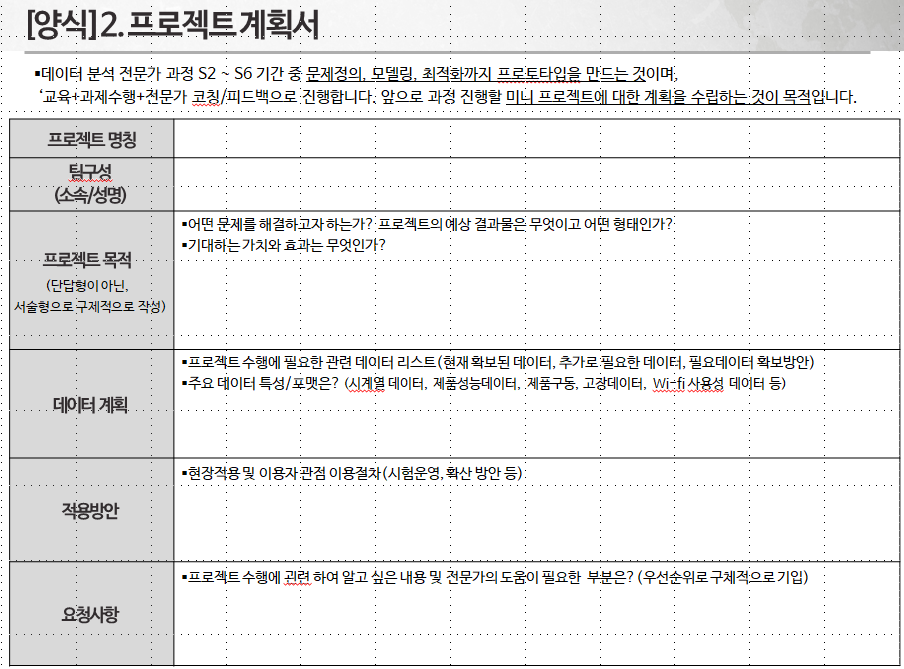 [양식] 2. 프로젝트 계획서
▪데이터 분석 전문가 과정 S2 ~ S6 기간 중 문제정의, 모델링, 최적화까지 프로토타입을 만드는 것이며,
‘교육+과제수행+전문가 코칭/피드백으로 진행합니다. 앞으로 과정 진행할 미니 프로젝트에 대한 계획을 수립하는 것이 목적입니다.
프로젝트 명칭
팀구성
(소속/성명)
프로젝트 목적
(단답형이 아닌,
서술형으로 구체적으로 작성)
▪어떤 문제를 해결하고자 하는가? 프로젝트의 예상 결과물은 무엇이고 어떤 형태인가?
▪기대하는 가치와 효과는 무엇인가?
데이터 계획
▪프로젝트 수행에 필요한 관련 데이터 리스트(현재 확보된 데이터, 추가로 필요한 데이터, 필요데이터 확보방안)
▪주요 데이터 특성/포맷은? (시계열 데이터, 제품성능데이터, 제품구동, 고장데이터, Wi-fi 사용성 데이터 등)
적용방안
▪현장적용 및 이용자 관점 이용절차(시험운영, 확산 방안 등)
요청사항
▪프로젝트 수행에 관련 하여 알고 싶은 내용 및 전문가의 도움이 필요한 부분은? (우선순위로 구체적으로 기입)